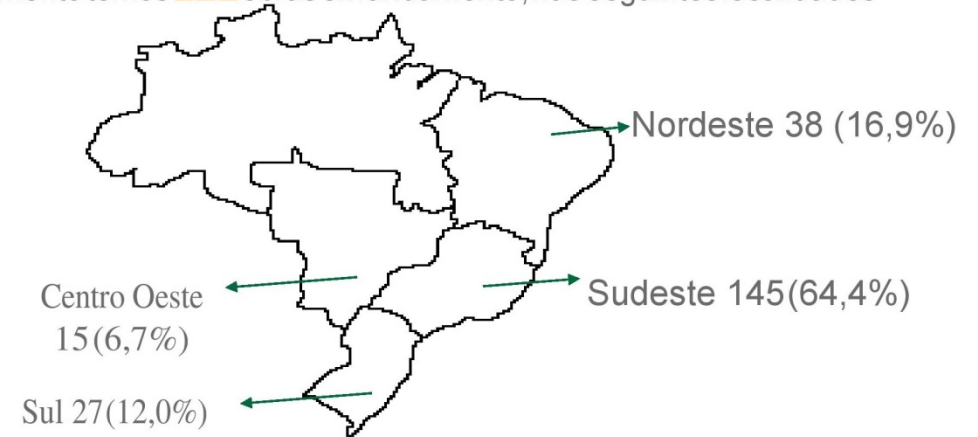 Nordeste 38 (16,9%)
Sudeste 145(64,4%)
Centro Oeste
15(6,7%)
Sul 27(12,0%)